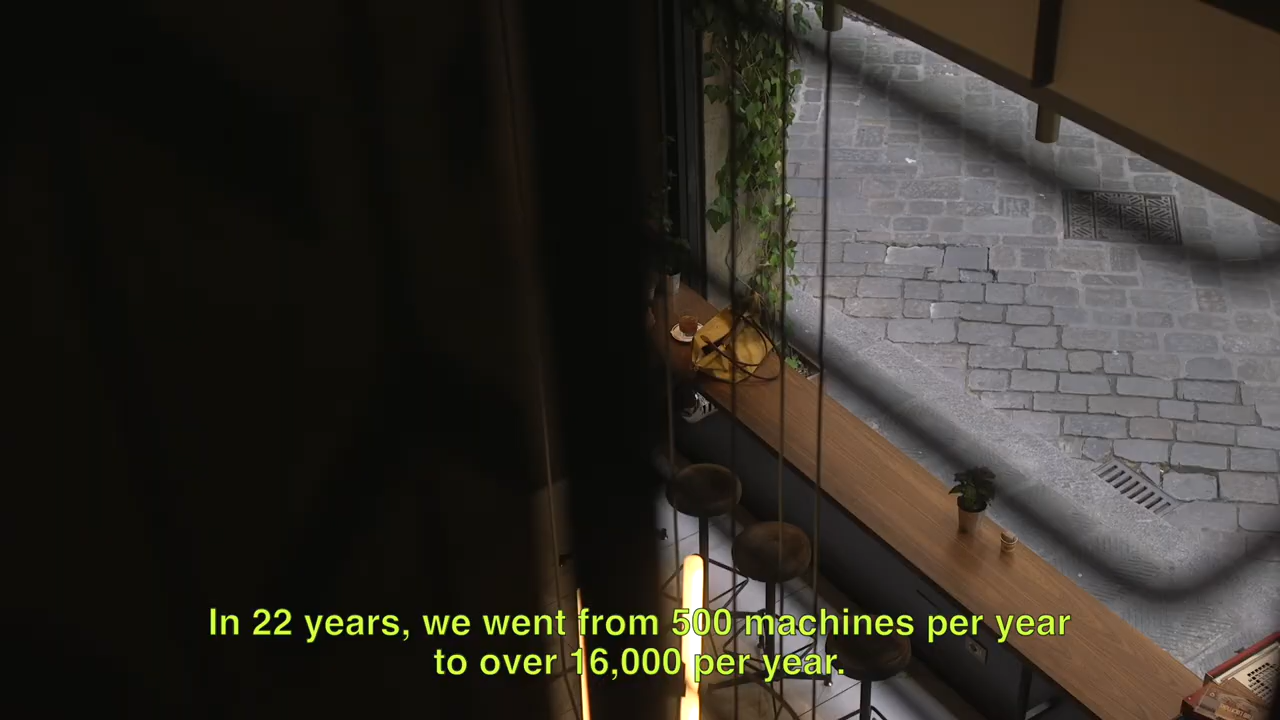 In 22 years, we went from 500 machines per year
to over 16,000 per year.